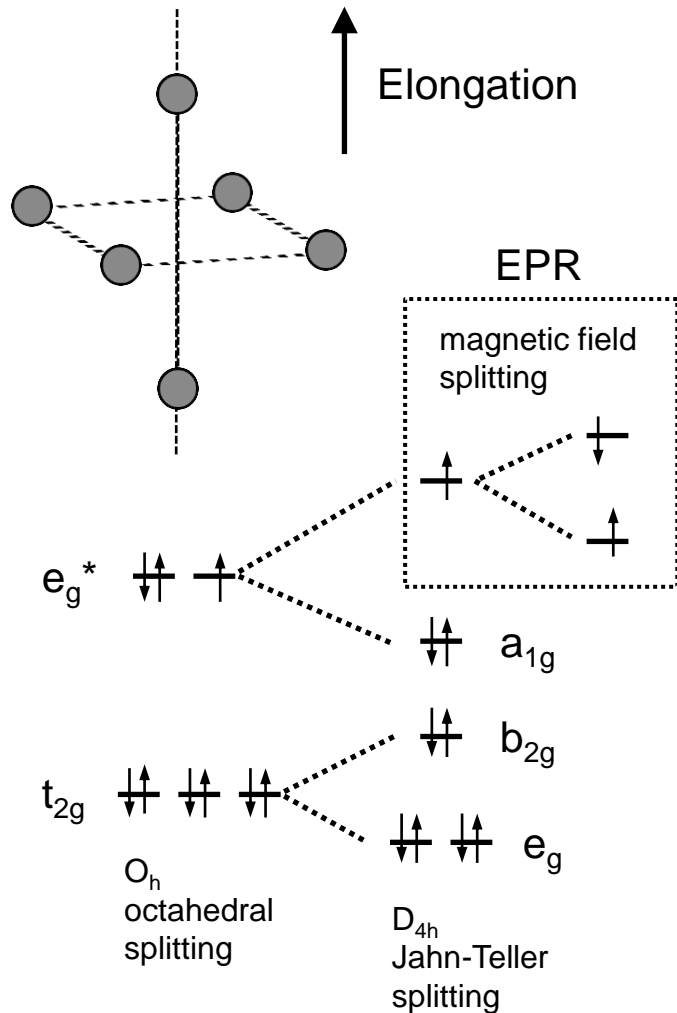 Elongation
EPR
magnetic field
splitting
e_g*
a_1g
b_2g
t_2g
e_g
O_h
octahedral
splitting
D_4h
Jahn-Teller
splitting